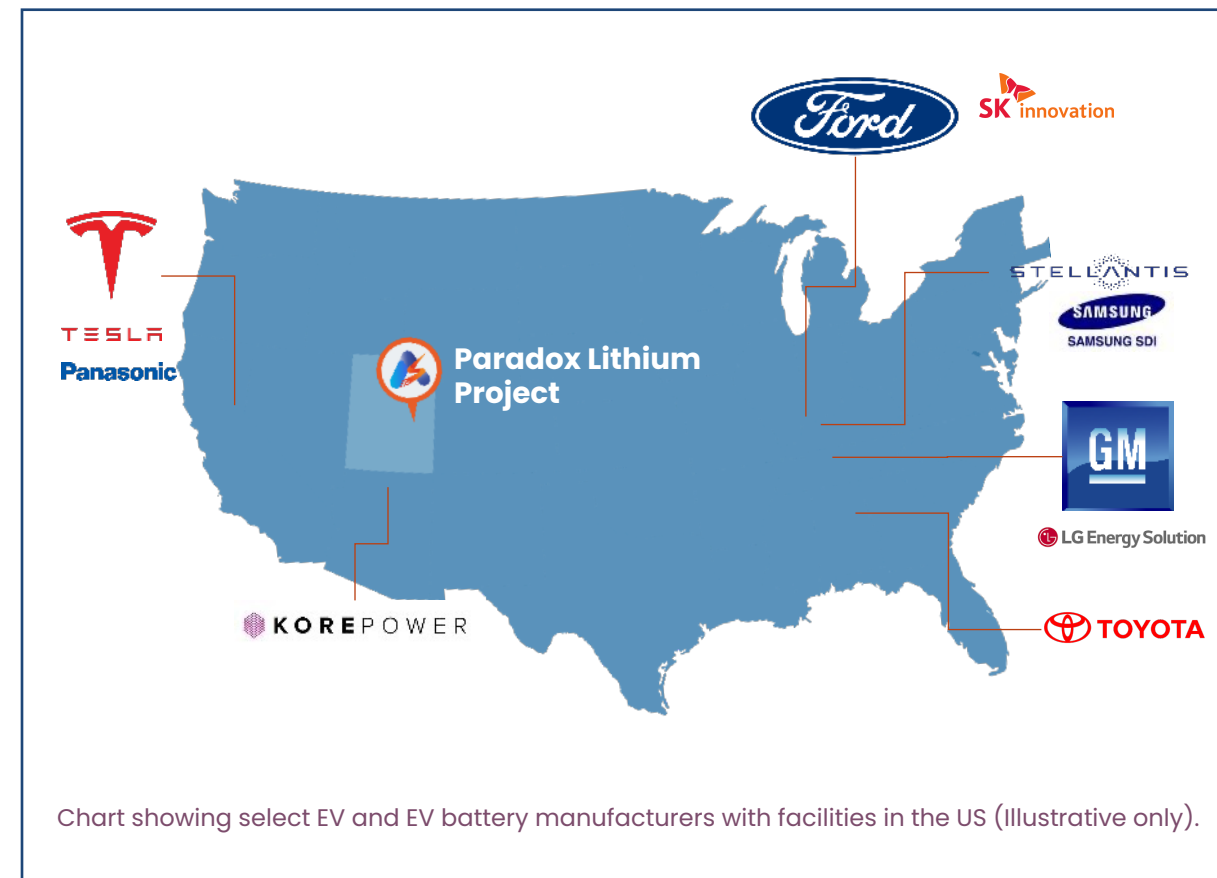 Ford
SK innovation
TESLA
Panasonic
STELLANTIS
SAMSUNG
SAMSUNG SDI
Paradox Lithium
Project
GM
LG Energy Solution
KOREPOWER
TOYOTA
Chart showing select EV and EV battery manufacturers with facilities in the US (Illustrative only).